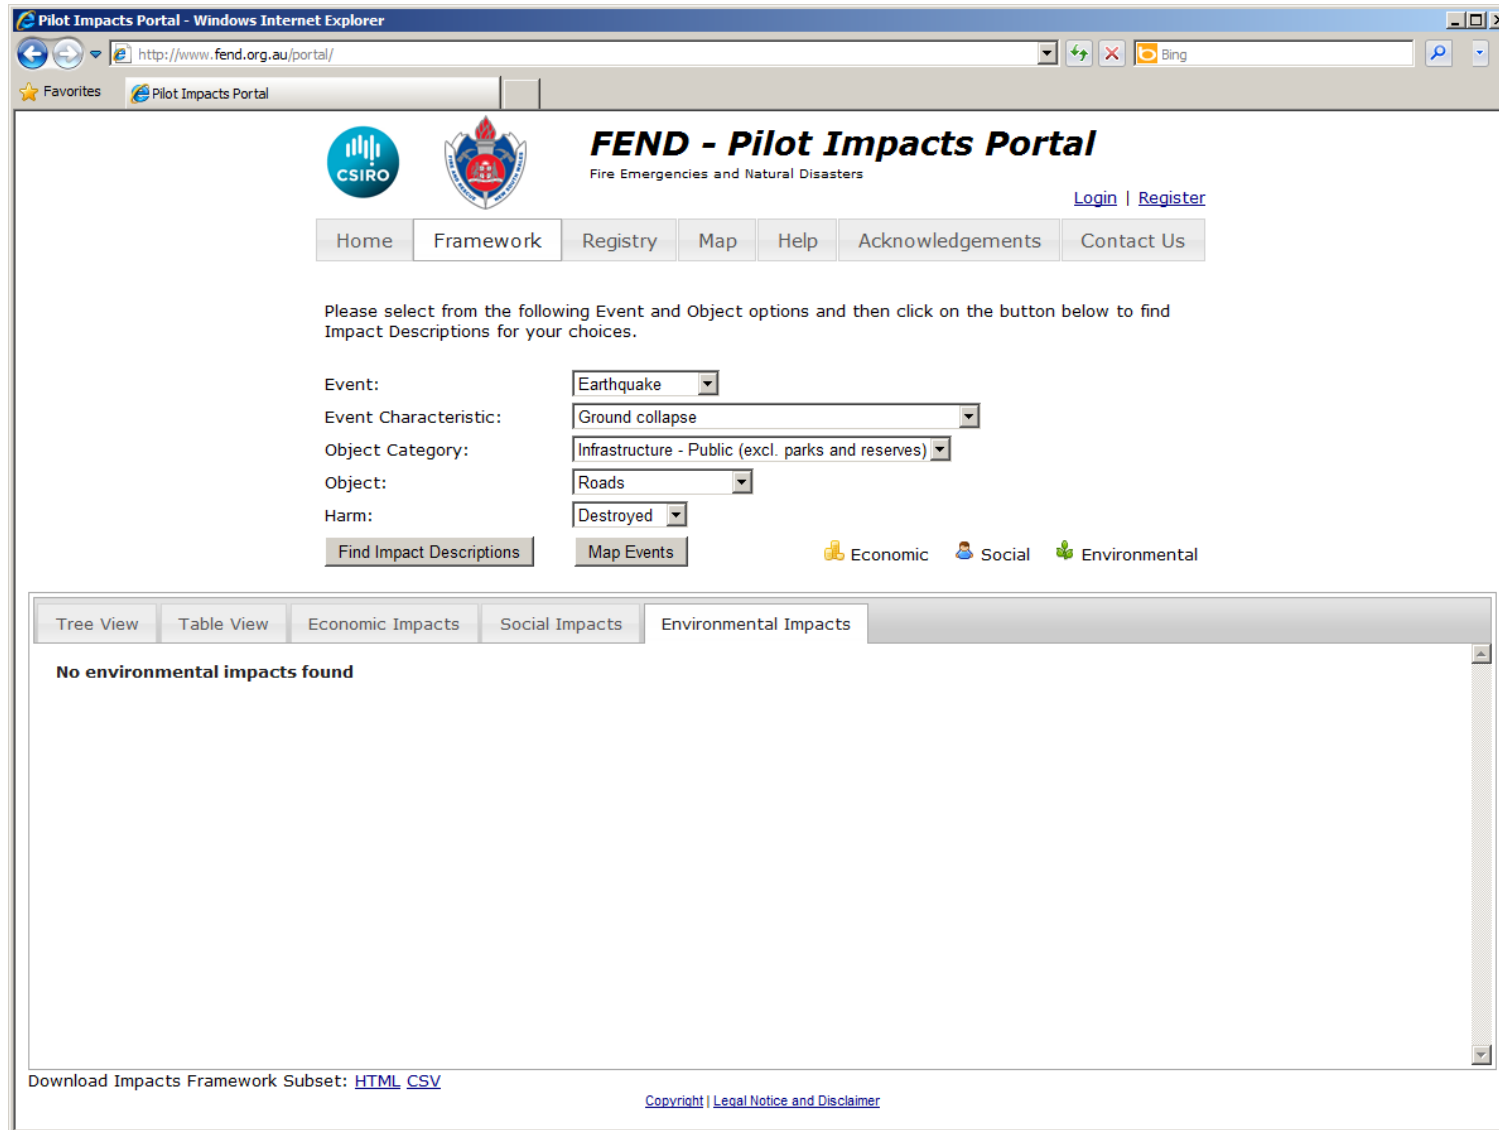 Pilot Impacts Portal - Windows Internet Explorer
http://www.fend.org.au/portal/
Bing
Favorites
Pilot Impacts Portal
CSIRO
FEND - Pilot Impacts Portal
Fire Emergencies and Natural Disasters
Login | Register
Home Framework Registry Map Help Acknowledgements Contact Us
Please select from the following Event and Object options and then click on the button below to find
Impact Descriptions for your choices.
Event: Earthquake
Event Characteristic: Ground collapse
Object Category: Infrastructure - Public (excl. parks and reserves)
Object: Roads
Harm: Destroyed
Find Impact Descriptions Map Events Economic Social Environmental
Tree View Table View Economic Impacts Social Impacts Environmental Impacts
No environmental impacts found
Download Impacts Framework Subset: HTML CSV
Copyright | Legal Notice and Disclaimer